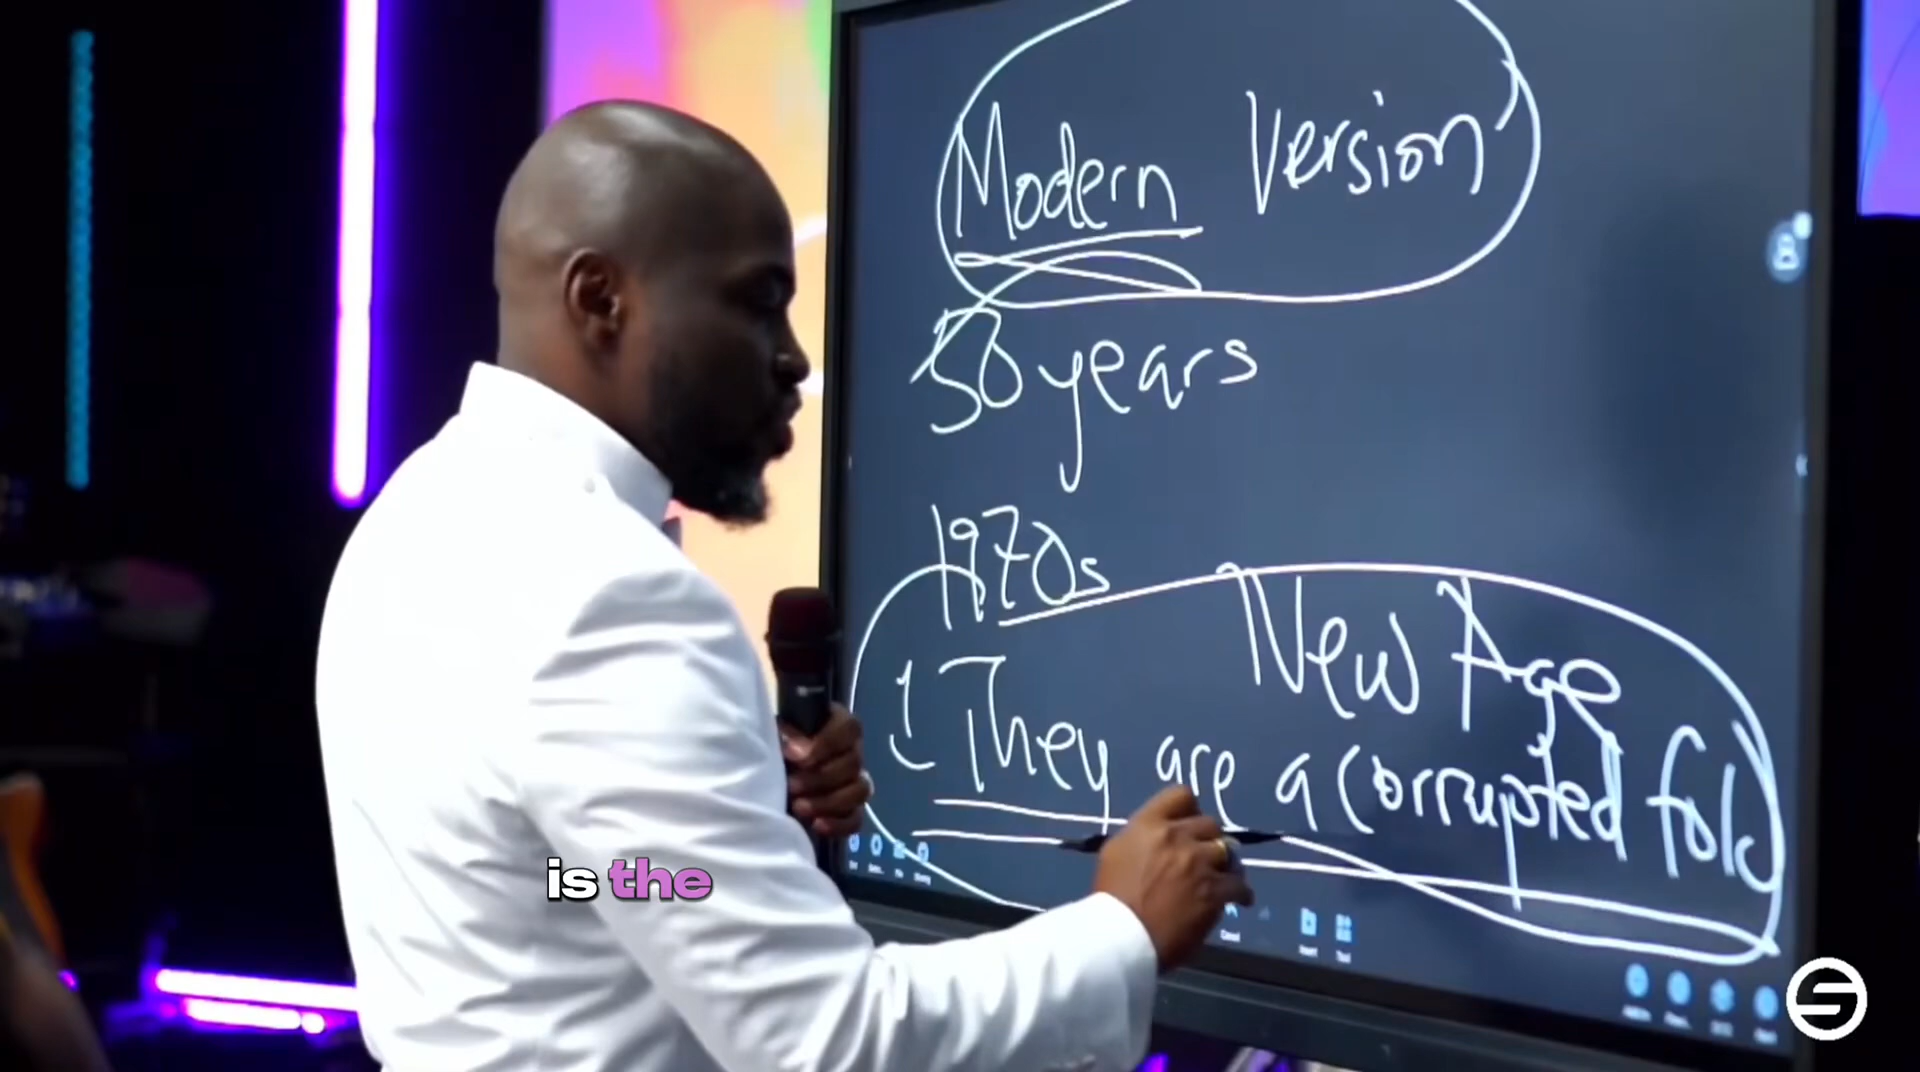 Modern Version
50 years
1970s
New Age
1 They are a corrupted fold
is the